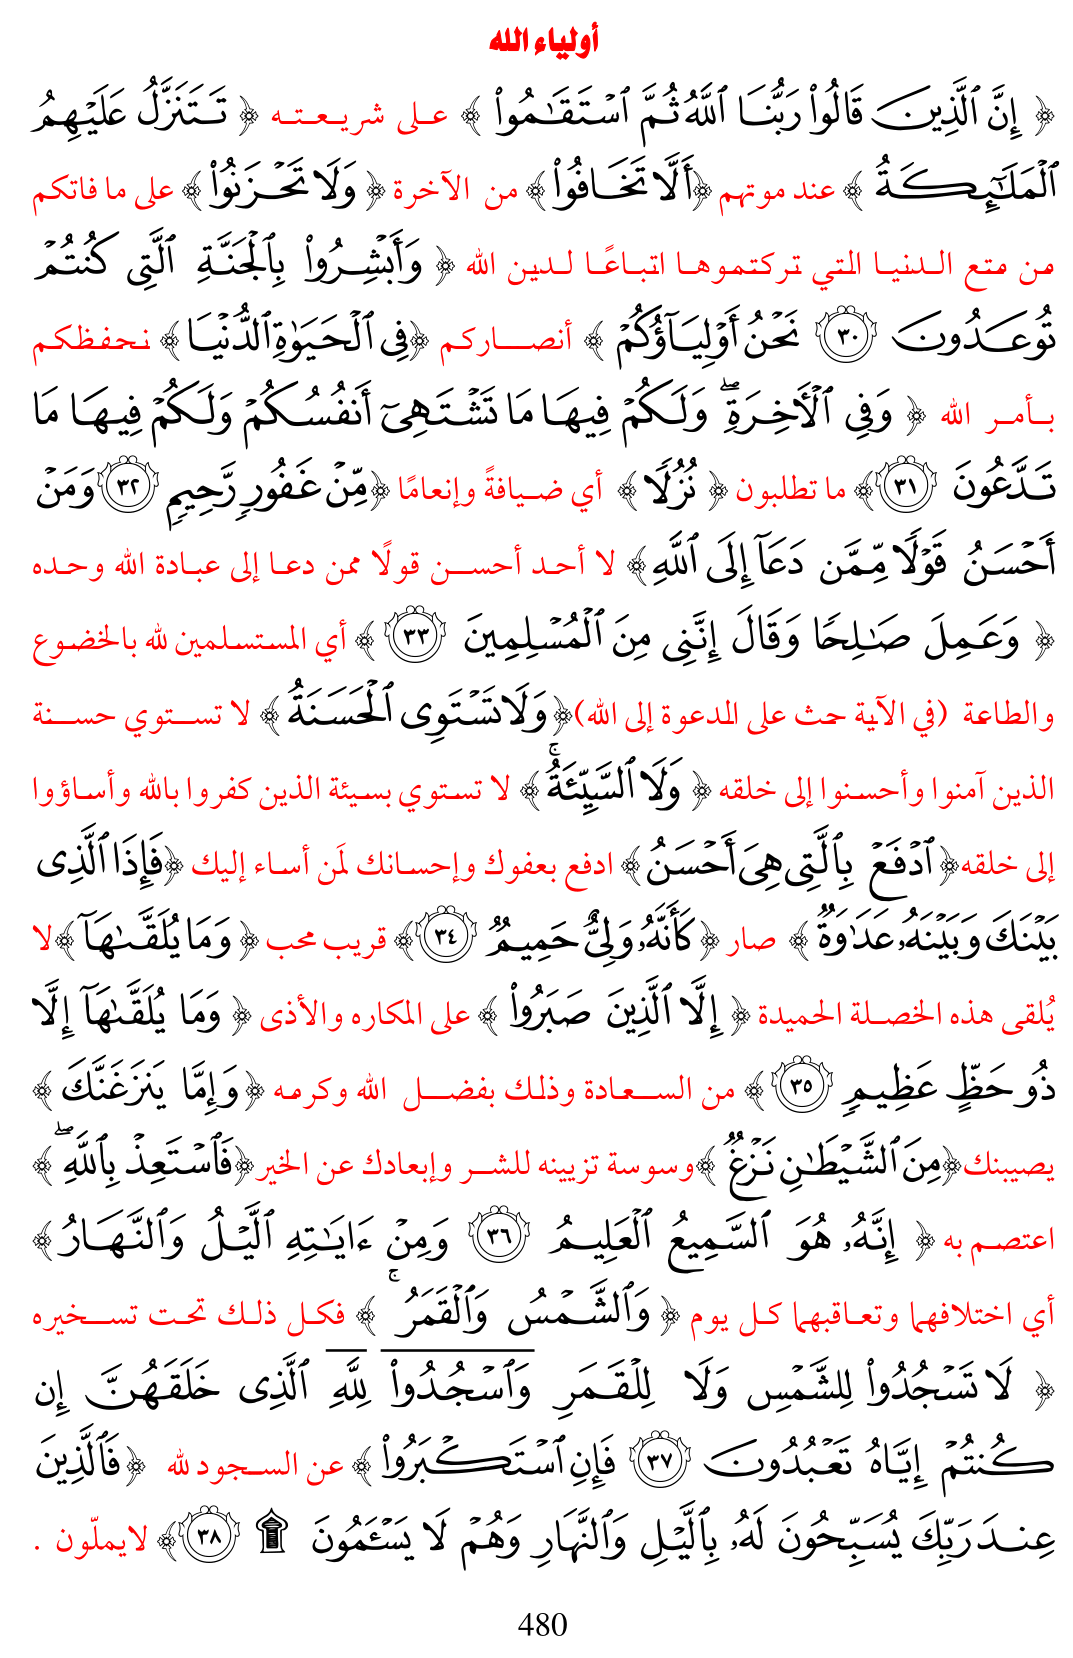 أولياء الله
﴿ إِنَّ ٱلَّذِينَ قَالُوا۟ رَبُّنَا ٱللَّهُ ثُمَّ ٱسْتَقَٰمُوا۟ ﴾ على شريعته ﴿ تَتَنَزَّلُ عَلَيْهِمُ
ٱلْمَلَٰٓئِكَةُ ﴾ عند موتهم ﴿أَلَّا تَخَافُوا۟﴾ من الآخرة ﴿ وَلَا تَحْزَنُوا۟ ﴾ على ما فاتكم
من متع الدنيا التي تركتموها اتباعًا لدين الله ﴿ وَأَبْشِرُوا۟ بِٱلْجَنَّةِ ٱلَّتِى كُنتُمْ
تُوعَدُونَ ٣٠ نَحْنُ أَوْلِيَآؤُكُمْ ﴾ أنصاركم ﴿فِى ٱلْحَيَوٰةِ ٱلدُّنْيَا ﴾ نحفظكم
بأمر الله ﴿ وَفِى ٱلْءَاخِرَةِ ۖ وَلَكُمْ فِيهَا مَا تَشْتَهِىٓ أَنفُسُكُمْ وَلَكُمْ فِيهَا مَا
تَدَّعُونَ ٣١ ﴾ ما تطلبون ﴿ نُزُلًا ﴾ أي ضيافةً وإنعامًا ﴿مِّنْ غَفُورٍ رَّحِيمٍ ٣٢ وَمَنْ
أَحْسَنُ قَوْلًا مِّمَّن دَعَآ إِلَى ٱللَّهِ ﴾ لا أحد أحسن قولًا ممن دعا إلى عبادة الله وحده
﴿ وَعَمِلَ صَٰلِحًا وَقَالَ إِنَّنِى مِنَ ٱلْمُسْلِمِينَ ٣٣ ﴾ أي المستسلمين لله بالخضوع
والطاعة (في الآية حث على الدعوة إلى الله)﴿وَلَا تَسْتَوِى ٱلْحَسَنَةُ ﴾ لا تستوي حسنة
الذين آمنوا وأحسنوا إلى خلقه ﴿ وَلَا ٱلسَّيِّئَةُ ۚ ﴾ لا تستوي بسيئة الذين كفروا بالله وأساؤوا
إلى خلقه﴿ ٱدْفَعْ بِٱلَّتِى هِىَ أَحْسَنُ ﴾ ادفع بعفوك وإحسانك لمَن أساء إليك ﴿فَإِذَا ٱلَّذِى
بَيْنَكَ وَبَيْنَهُۥ عَدَٰوَةٌ ﴾ صار ﴿كَأَنَّهُۥ وَلِىٌّ حَمِيمٌ ٣٤ ﴾ قريب محب ﴿ وَمَا يُلَقَّىٰهَآ ﴾لا
يُلقى هذه الخصلة الحميدة ﴿ إِلَّا ٱلَّذِينَ صَبَرُوا۟ ﴾ على المكاره والأذى ﴿ وَمَا يُلَقَّىٰهَآ إِلَّا
ذُو حَظٍّ عَظِيمٍ ٣٥ ﴾ من السعادة وذلك بفضل الله وكرمه ﴿وَإِمَّا يَنزَغَنَّكَ ﴾
يصيبنك﴿مِنَ ٱلشَّيْطَٰنِ نَزْغٌ ﴾وسوسة تزيينه للشر وإبعادك عن الخير﴿فَٱسْتَعِذْ بِٱللَّهِ ۖ ﴾
اعتصم به ﴿ إِنَّهُۥ هُوَ ٱلسَّمِيعُ ٱلْعَلِيمُ ٣٦ وَمِنْ ءَايَٰتِهِ ٱلَّيْلُ وَٱلنَّهَارُ ﴾
أي اختلافهما وتعاقبهما كل يوم ﴿ وَٱلشَّمْسُ وَٱلْقَمَرُ ۚ ﴾ فكل ذلك تحت تسخيره
﴿ لَا تَسْجُدُوا۟ لِلشَّمْسِ وَلَا لِلْقَمَرِ وَٱسْجُدُوا۟ لِلَّهِ ٱلَّذِى خَلَقَهُنَّ إِن
كُنتُمْ إِيَّاهُ تَعْبُدُونَ ٣٧ فَإِنِ ٱسْتَكْبَرُوا۟ ﴾ عن السجود لله ﴿فَٱلَّذِينَ
عِندَ رَبِّكَ يُسَبِّحُونَ لَهُۥ بِٱلَّيْلِ وَٱلنَّهَارِ وَهُمْ لَا يَسْـَٔمُونَ ۩ ٣٨ ﴾ لايملّون .
480